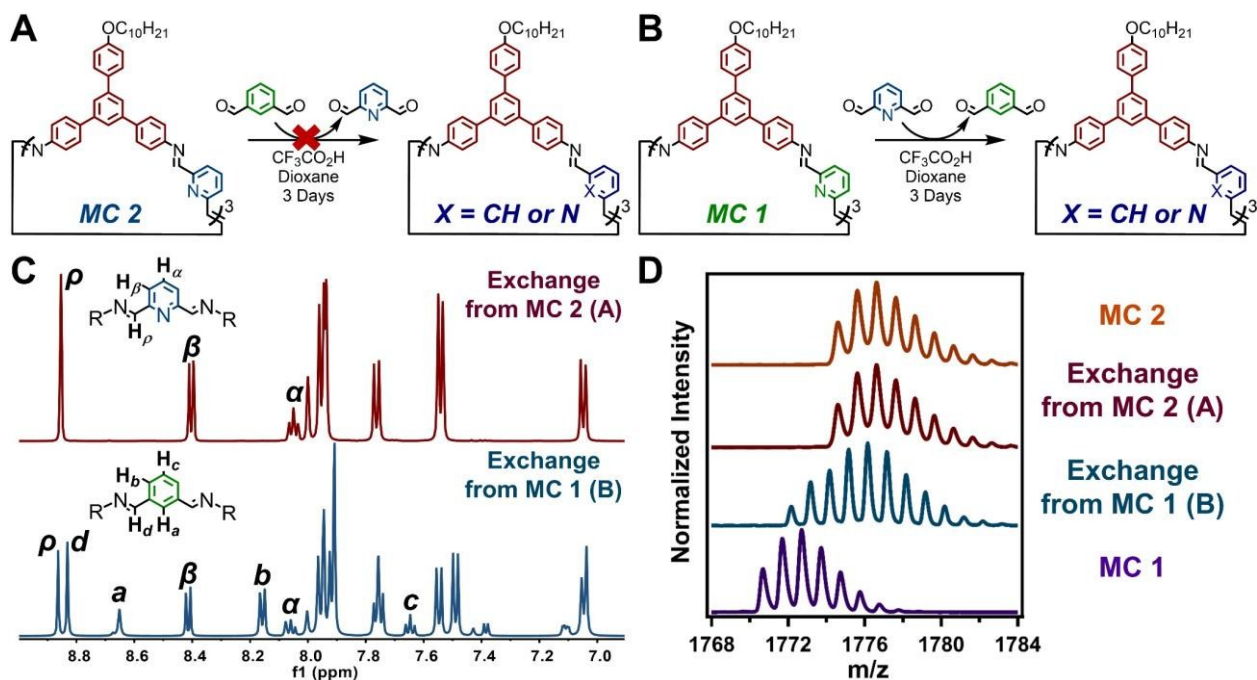 A
OC10H21
N
N
N
3
MC 2
O
O
O
N
O
CF3CO2H
Dioxane
3 Days
OC10H21
N
N
X
3
X = CH or N
B
OC10H21
N
N
N
3
MC 1
O
N
O
O
O
CF3CO2H
Dioxane
3 Days
OC10H21
N
N
X
3
X = CH or N
C
ρ
Hα
Hβ
R
N
N
N
R
Hρ
β
α
Exchange
from MC 2 (A)
Hc
Hb
R
N
N
R
Hd
Ha
Exchange
from MC 1 (B)
ρ
d
a
β
b
α
c
8.8
8.6
8.4
8.2
8.0
7.8
7.6
7.4
7.2
7.0
f1 (ppm)
D
Normalized Intensity
MC 2
Exchange
from MC 2 (A)
Exchange
from MC 1 (B)
MC 1
1768
1772
1776
1780
1784
m/z